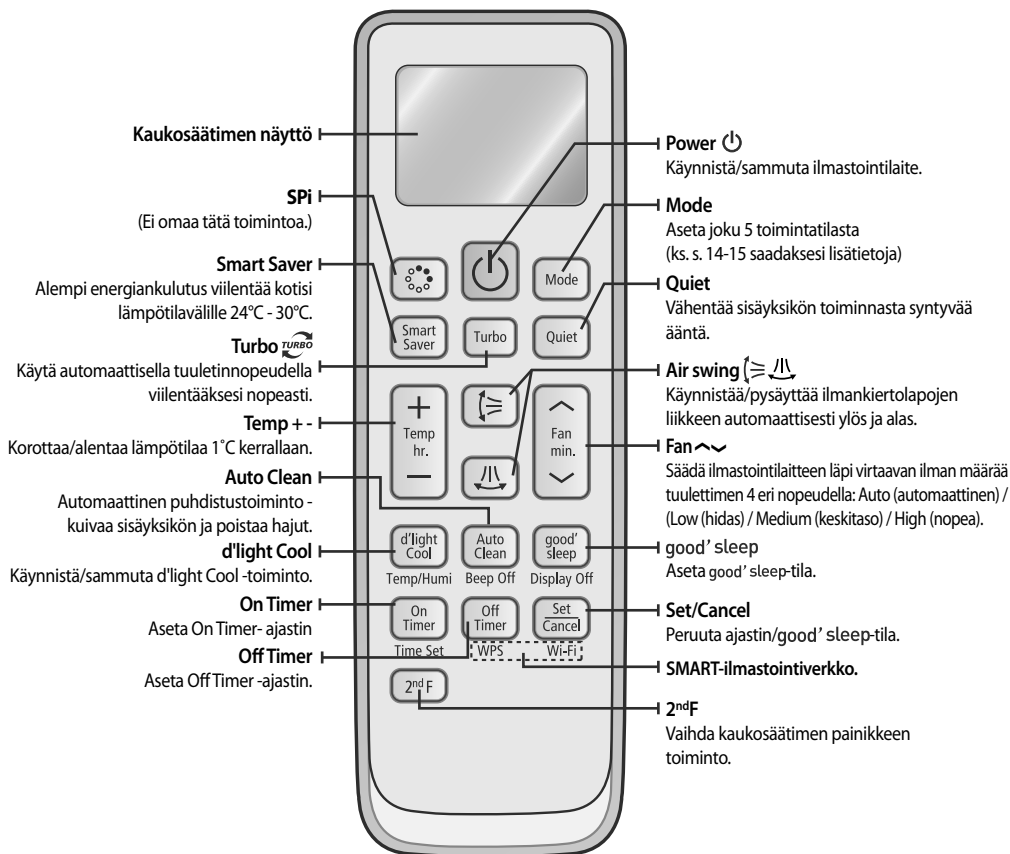 Kaukosäätimen näyttö
SPi
(Ei omaa tätä toimintoa.)
Smart Saver
Alempi energiankulutus viilentää kotisi
lämpötilavälille 24°C - 30°C.
Turbo TURBO
Käytä automaattisella tuuletinnopeudella
viilentääksesi nopeasti.
Temp + -
Korottaa/alentaa lämpötilaa 1˚C kerrallaan.
Auto Clean
Automaattinen puhdistustoiminto -
kuivaa sisäyksikön ja poistaa hajut.
d'light Cool
Käynnistä/sammuta d'light Cool -toiminto.
On Timer
Aseta On Timer- ajastin
Off Timer
Aseta Off Timer -ajastin.
Mode
Smart
Saver
Turbo
Quiet
+
Temp
hr.
−
Fan
min.
d'light
Cool
Auto
Clean
good'
sleep
Temp/Humi
Beep Off
Display Off
On
Timer
Off
Timer
Set
Cancel
Time Set
WPS
Wi-Fi
2nd F
Power
Käynnistä/sammuta ilmastointilaite.
Mode
Aseta joku 5 toimintatilasta
(ks. s. 14-15 saadaksesi lisätietoja)
Quiet
Vähentää sisäyksikön toiminnasta syntyvää
ääntä.
Air swing
Käynnistää/pysäyttää ilmankiertolapojen
liikkeen automaattisesti ylös ja alas.
Fan
Säädä ilmastointilaitteen läpi virtaavan ilman määrää
tuulettimen 4 eri nopeudella: Auto (automaattinen) /
(Low (hidas) / Medium (keskitaso) / High (nopea).
good' sleep
Aseta good' sleep-tila.
Set/Cancel
Peruuta ajastin/good' sleep-tila.
SMART-ilmastointiverkko.
2ndF
Vaihda kaukosäätimen painikkeen
toiminto.